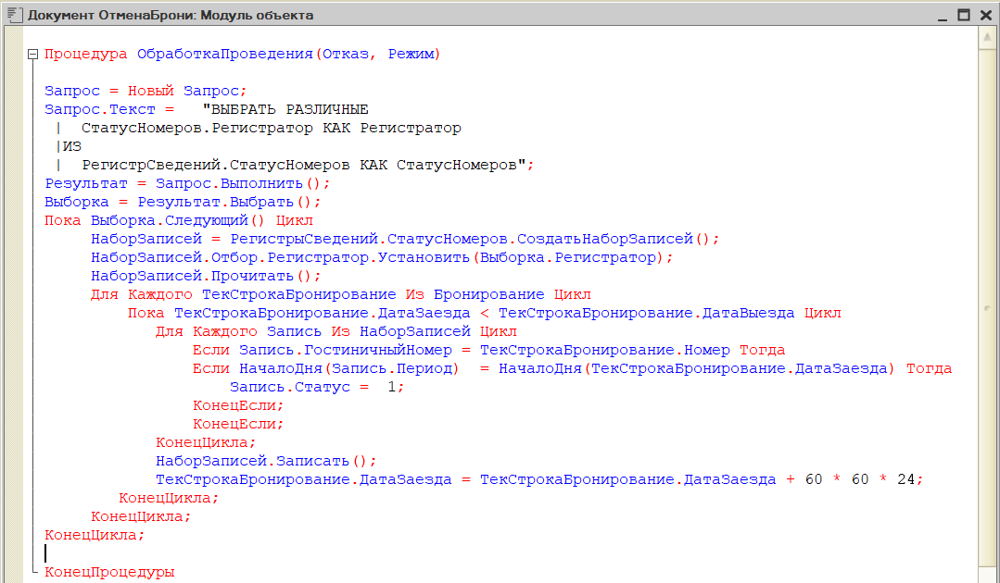 Документ ОтменаБрони: Модуль объекта
Процедура ОбработкаПроведения(Отказ, Режим)
Запрос = Новый Запрос;
Запрос.Текст =   "ВЫБРАТЬ РАЗЛИЧНЫЕ
|  СтатусНомеров.Регистратор КАК Регистратор
|ИЗ
|  РегистрСведений.СтатусНомеров КАК СтатусНомеров";
Результат = Запрос.Выполнить();
Выборка = Результат.Выбрать();
Пока Выборка.Следующий() Цикл
НаборЗаписей = РегистрыСведений.СтатусНомеров.СоздатьНаборЗаписей();
НаборЗаписей.Отбор.Регистратор.Установить(Выборка.Регистратор);
НаборЗаписей.Прочитать();
Для Каждого ТекСтрокаБронирование Из Бронирование Цикл
Пока ТекСтрокаБронирование.ДатаЗаезда < ТекСтрокаБронирование.ДатаВыезда Цикл
Для Каждого Запись Из НаборЗаписей Цикл
Если Запись.ГостиничныйНомер = ТекСтрокаБронирование.Номер Тогда
Если НачалоДня(Запись.Период)  = НачалоДня(ТекСтрокаБронирование.ДатаЗаезда) Тогда
Запись.Статус =  1;
КонецЕсли;
КонецЕсли;
КонецЦикла;
НаборЗаписей.Записать();
ТекСтрокаБронирование.ДатаЗаезда = ТекСтрокаБронирование.ДатаЗаезда + 60 * 60 * 24;
КонецЦикла;
КонецЦикла;
КонецЦикла;
КонецПроцедуры